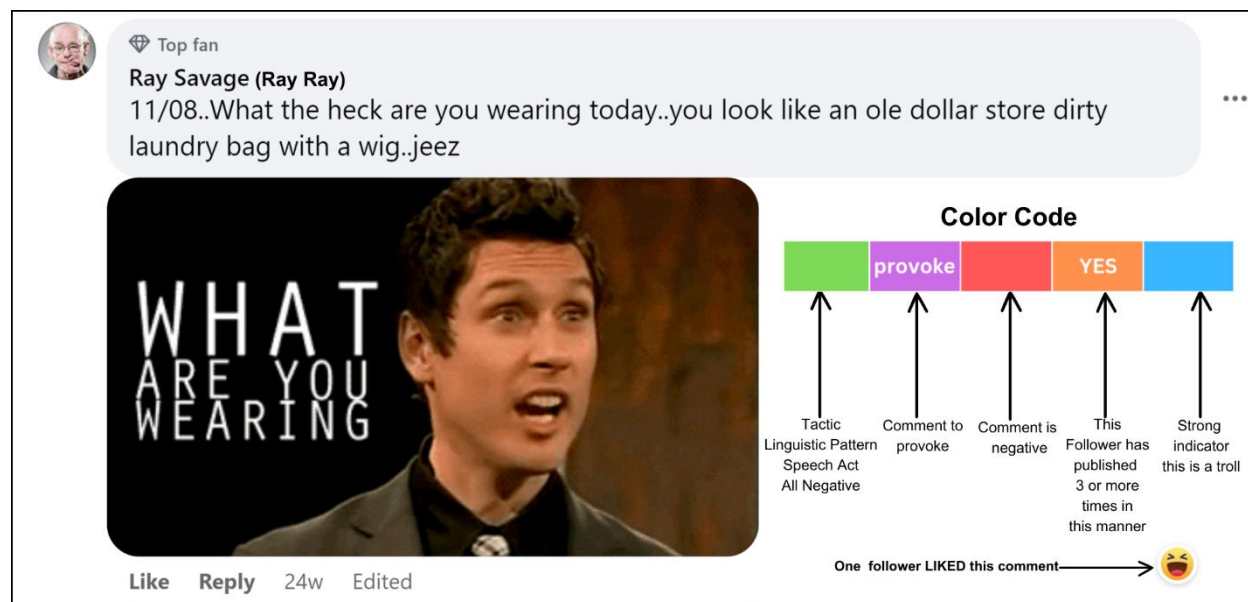 Top fan
Ray Savage (Ray Ray)
11/08..What the heck are you wearing today..you look like an ole dollar store dirty
laundry bag with a wig..jeez
WHAT
ARE YOU
WEARING
Like Reply 24w Edited
Color Code
provoke
YES
Tactic
Linguistic Pattern
Speech Act
All Negative
Comment to
provoke
Comment is
negative
This
Follower has
published
3 or more
times in
this manner
Strong
indicator
this is a troll
One follower LIKED this comment